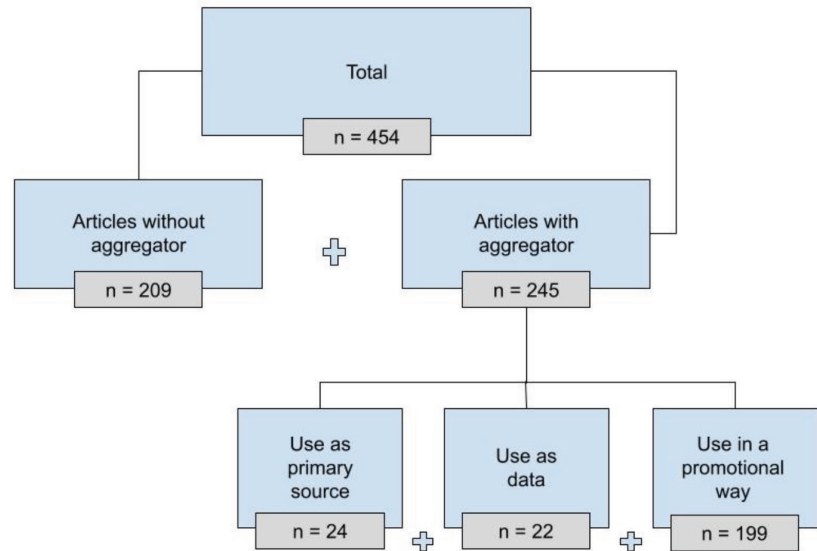 Total
n = 454
Articles without
aggregator
n = 209
Articles with
aggregator
n = 245
Use as
primary
source
n = 24
Use as
data
n = 22
Use in a
promotional
way
n = 199